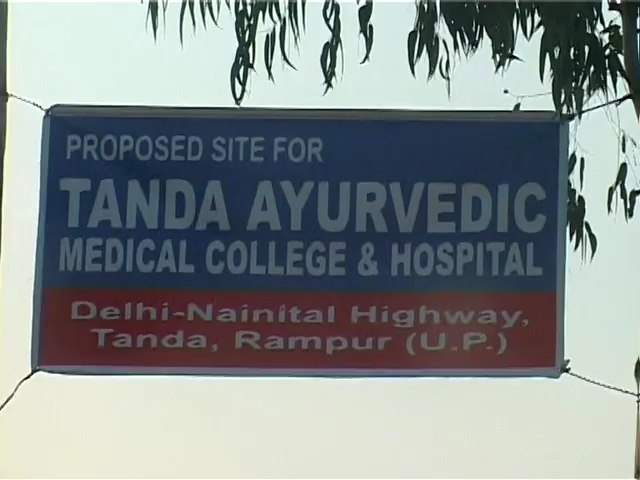 PROPOSED SITE FOR
TANDA AYURVEDIC
MEDICAL COLLEGE & HOSPITAL
Delhi-Nainital Highway,
Tanda, Rampur (U.P.)